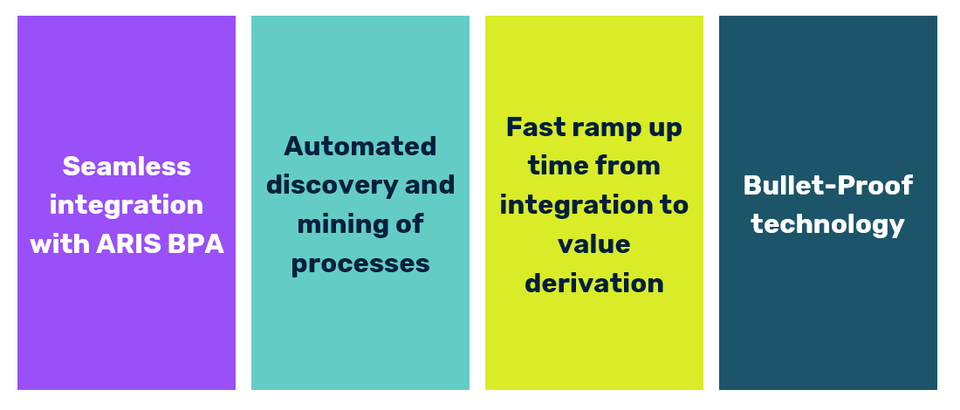 Seamless
integration
with ARIS BPA
Automated
discovery and
mining of
processes
Fast ramp up
time from
integration to
value
derivation
Bullet-Proof
technology